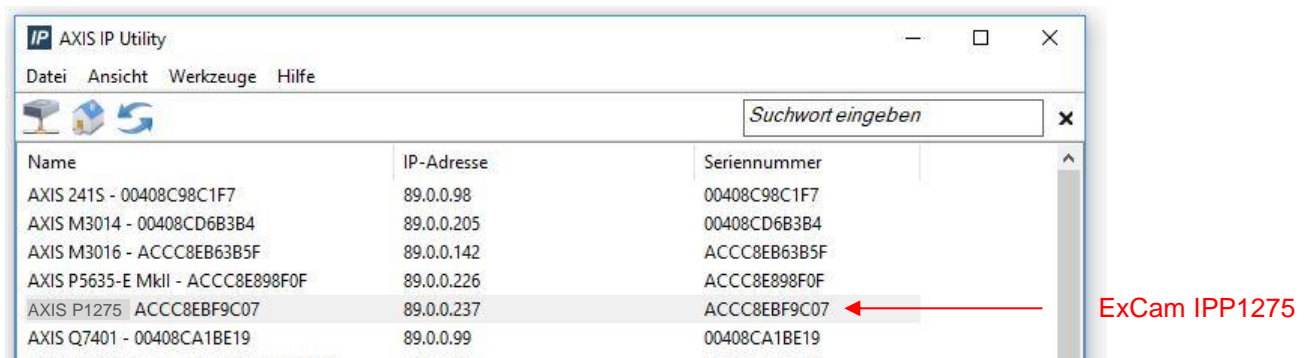 IP AXIS IP Utility
Datei Ansicht Werkzeuge Hilfe
Suchwort eingeben
Name IP-Adresse Seriennummer
AXIS 241S - 00408C98C1F7 89.0.0.98 00408C98C1F7
AXIS M3014 - 00408CD6B3B4 89.0.0.205 00408CD6B3B4
AXIS M3016 - ACCC8EB63B5F 89.0.0.142 ACCC8EB63B5F
AXIS P5635-E MkII - ACCC8E898F0F 89.0.0.226 ACCC8E898F0F
AXIS P1275 ACCC8EBF9C07 89.0.0.237 ACCC8EBF9C07 ExCam IPP1275
AXIS Q7401 - 00408CA1BE19 89.0.0.99 00408CA1BE19